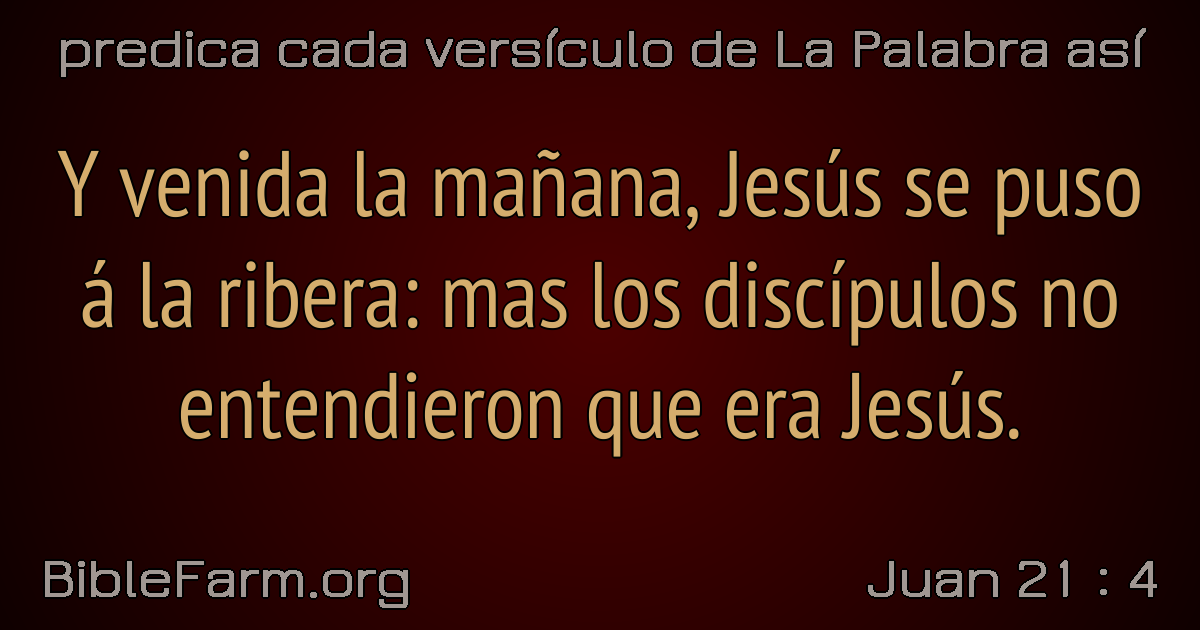 predica cada versículo de La Palabra así
Y venida la mañana, Jesús se puso
á la ribera: mas los discípulos no
entendieron que era Jesús.
BibleFarm.org
Juan 21 : 4